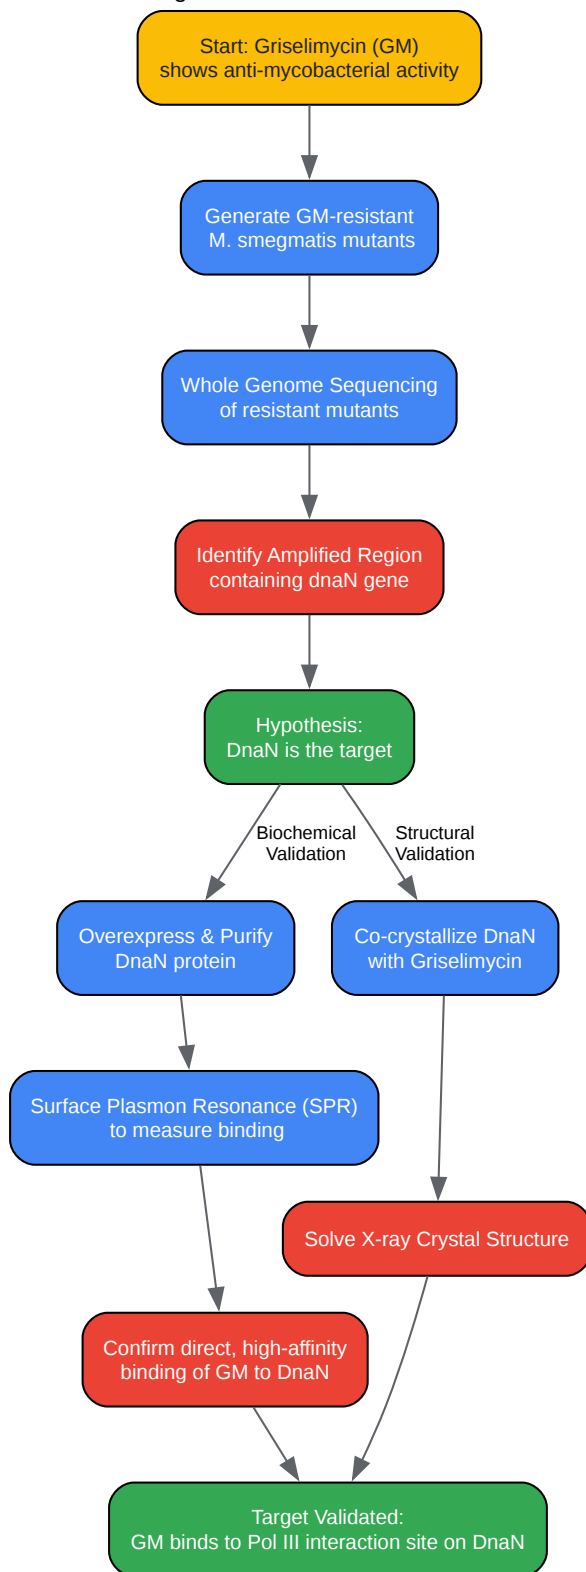 Start: Griselimycin (GM)
shows anti-mycobacterial activity
Generate GM-resistant
M. smegmatis mutants
Whole Genome Sequencing
of resistant mutants
Identify Amplified Region
containing dnaN gene
Hypothesis:
DnaN is the target
Biochemical
Validation
Structural
Validation
Overexpress & Purify
DnaN protein
Co-crystallize DnaN
with Griselimycin
Surface Plasmon Resonance (SPR)
to measure binding
Solve X-ray Crystal Structure
Confirm direct, high-affinity
binding of GM to DnaN
Target Validated:
GM binds to Pol III interaction site on DnaN